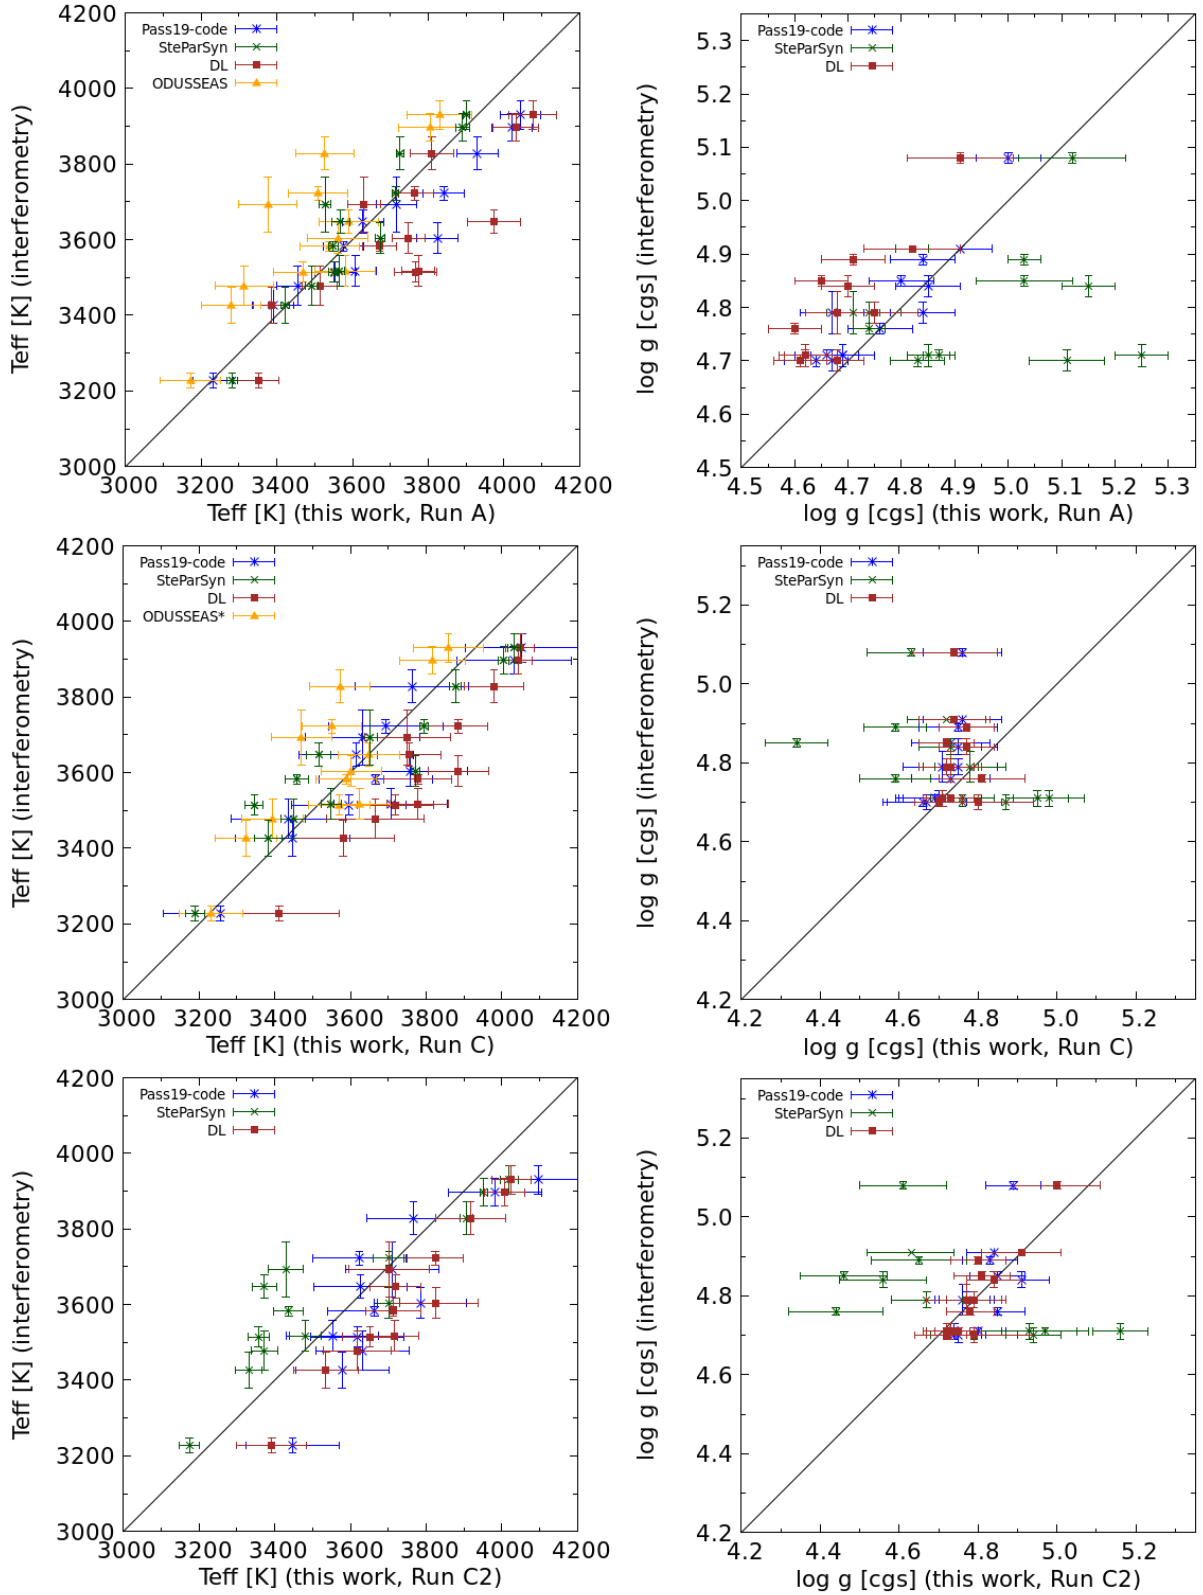 Teff [K] (interferometry)
4200
4000
3800
3600
3400
3200
3000
Pass19-code
SteParSyn
DL
ODUSSEAS
3000 3200 3400 3600 3800 4000 4200
Teff [K] (this work, Run A)
log g [cgs] (interferometry)
5.3
5.2
5.1
5.0
4.9
4.8
4.7
4.6
4.5
Pass19-code
SteParSyn
DL
4.5 4.6 4.7 4.8 4.9 5.0 5.1 5.2 5.3
log g [cgs] (this work, Run A)
Teff [K] (interferometry)
4200
4000
3800
3600
3400
3200
3000
Pass19-code
SteParSyn
DL
ODUSSEAS*
3000 3200 3400 3600 3800 4000 4200
Teff [K] (this work, Run C)
log g [cgs] (interferometry)
5.2
5.0
4.8
4.6
4.4
4.2
Pass19-code
SteParSyn
DL
4.2 4.4 4.6 4.8 5.0 5.2
log g [cgs] (this work, Run C)
Teff [K] (interferometry)
4200
4000
3800
3600
3400
3200
3000
Pass19-code
SteParSyn
DL
3000 3200 3400 3600 3800 4000 4200
Teff [K] (this work, Run C2)
log g [cgs] (interferometry)
5.2
5.0
4.8
4.6
4.4
4.2
Pass19-code
SteParSyn
DL
4.2 4.4 4.6 4.8 5.0 5.2
log g [cgs] (this work, Run C2)